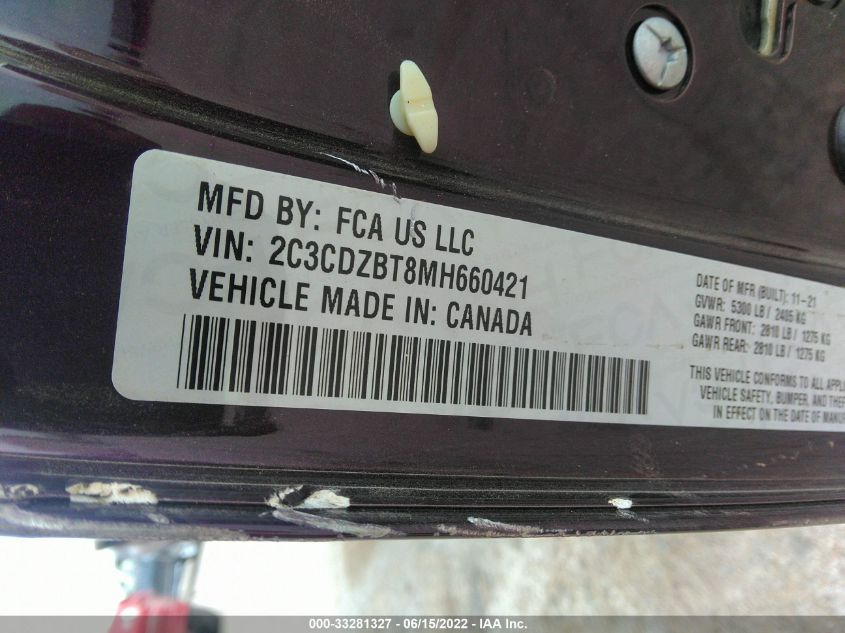 MFD BY: FCA US LLC
VIN: 2C3CDZBT8MH660421
VEHICLE MADE IN: CANADA
DATE OF MFR (BUILT): 11-21
GVWR: 5300 LB / 2405 KG
GAWR FRONT: 2810 LB / 1275 KG
GAWR REAR: 2810 LB / 1275 KG
THIS VEHICLE CONFORMS TO ALL APPL
VEHICLE SAFETY, BUMPER, AND THEF
IN EFFECT ON THE DATE OF MANU
000-33281327 - 06/15/2022 - IAA Inc.